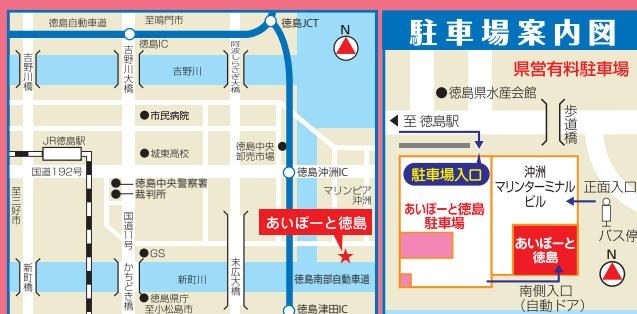 徳島自動車道
至鳴門市
徳島JCT
N
徳島IC
吉野川大橋
吉野川大橋
阿波しらさぎ大橋
吉野川
市民病院
JR徳島駅
城東高校
徳島中央
卸売市場
国道192号
徳島沖洲IC
徳島中央警察署
裁判所
マリンピア
沖洲
至三好市
国道11号
あいぽーと徳島
GS
新町橋
かちどき橋
新町川
末広大橋
徳島南部自動車道
徳島県庁
至小松島市
徳島津田IC
駐車場案内図
県営有料駐車場
徳島県水産会館
至 徳島駅
歩道橋
駐車場入口
沖洲
マリンターミナル
ビル
正面入口
あいぽーと徳島
駐車場
バス停
あいぽーと
徳島
N
南側入口
(自動ドア)